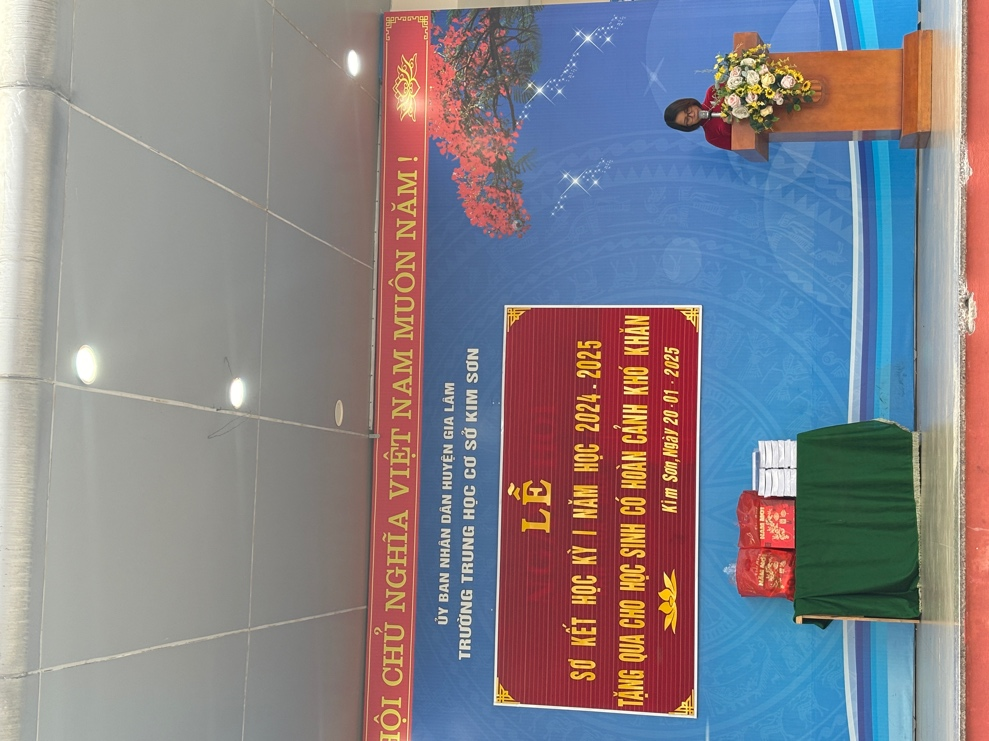 HỘI CHỦ NGHĨA VIỆT NAM MUÔN NĂM !
ỦY BAN NHÂN DÂN HUYỆN GIA LÂM
TRƯỜNG TRUNG HỌC CƠ SỞ KIM SƠN
LỄ
SƠ KẾT HỌC KỲ I NĂM HỌC 2024 - 2025
TẶNG QUA CHO HỌC SINH CÓ HOÀN CẢNH KHÓ KHĂN
Kim Sơn, Ngày 20 - 01 - 2025